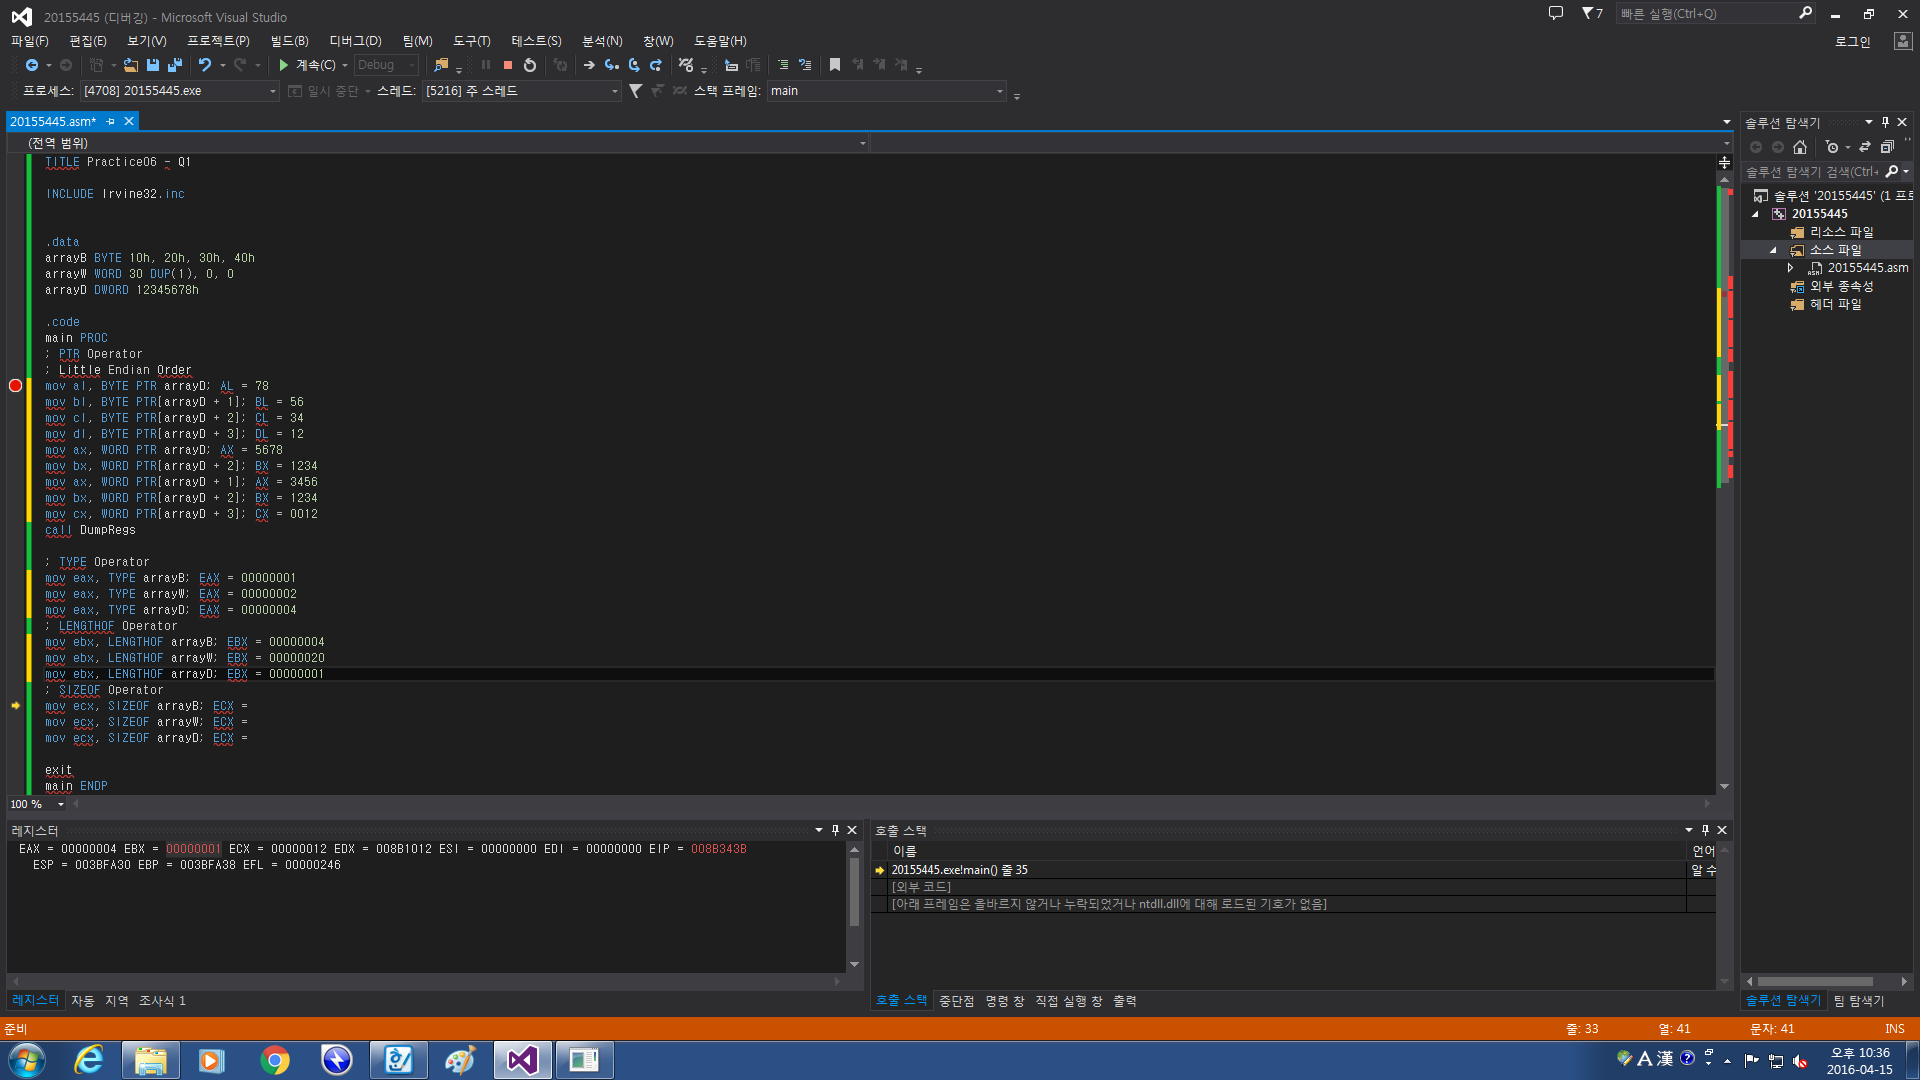 20155445 (디버깅) - Microsoft Visual Studio
7
빠른 실행(Ctrl+Q)
파일(F) 편집(E) 보기(V) 프로젝트(P) 빌드(B) 디버그(D) 팀(M) 도구(T) 테스트(S) 분석(N) 창(W) 도움말(H)
로그인
계속(C) Debug
프로세스: [4708] 20155445.exe 일시 중단 스레드: [5216] 주 스레드 스택 프레임: main
20155445.asm*
(전역 범위)
TITLE Practice06 - Q1
INCLUDE Irvine32.inc
.data
arrayB BYTE 10h, 20h, 30h, 40h
arrayW WORD 30 DUP(1), 0, 0
arrayD DWORD 12345678h
.code
main PROC
; PTR Operator
; Little Endian Order
mov al, BYTE PTR arrayD; AL = 78
mov bl, BYTE PTR[arrayD + 1]; BL = 56
mov cl, BYTE PTR[arrayD + 2]; CL = 34
mov dl, BYTE PTR[arrayD + 3]; DL = 12
mov ax, WORD PTR arrayD; AX = 5678
mov bx, WORD PTR[arrayD + 2]; BX = 1234
mov ax, WORD PTR[arrayD + 1]; AX = 3456
mov bx, WORD PTR[arrayD + 2]; BX = 1234
mov cx, WORD PTR[arrayD + 3]; CX = 0012
call DumpRegs
; TYPE Operator
mov eax, TYPE arrayB; EAX = 00000001
mov eax, TYPE arrayW; EAX = 00000002
mov eax, TYPE arrayD; EAX = 00000004
; LENGTHOF Operator
mov ebx, LENGTHOF arrayB; EBX = 00000004
mov ebx, LENGTHOF arrayW; EBX = 00000020
mov ebx, LENGTHOF arrayD; EBX = 00000001
; SIZEOF Operator
mov ecx, SIZEOF arrayB; ECX =
mov ecx, SIZEOF arrayW; ECX =
mov ecx, SIZEOF arrayD; ECX =
exit
main ENDP
100 %
솔루션 탐색기
솔루션 탐색기 검색(Ctrl+
솔루션 '20155445' (1 프로
20155445
리소스 파일
소스 파일
20155445.asm
외부 종속성
헤더 파일
레지스터
EAX = 00000004 EBX = 00000001 ECX = 00000012 EDX = 008B1012 ESI = 00000000 EDI = 00000000 EIP = 008B343B
ESP = 003BFA30 EBP = 003BFA38 EFL = 00000246
레지스터 자동 지역 조사식 1
호출 스택
이름 언어
20155445.exe!main() 줄 35 알 수
[외부 코드]
[아래 프레임은 올바르지 않거나 누락되었거나 ntdll.dll에 대해 로드된 기호가 없음]
호출 스택 중단점 명령 창 직접 실행 창 출력
솔루션 탐색기 팀 탐색기
준비 줄: 33 열: 41 문자: 41 INS
A 漢
오후 10:36
2016-04-15